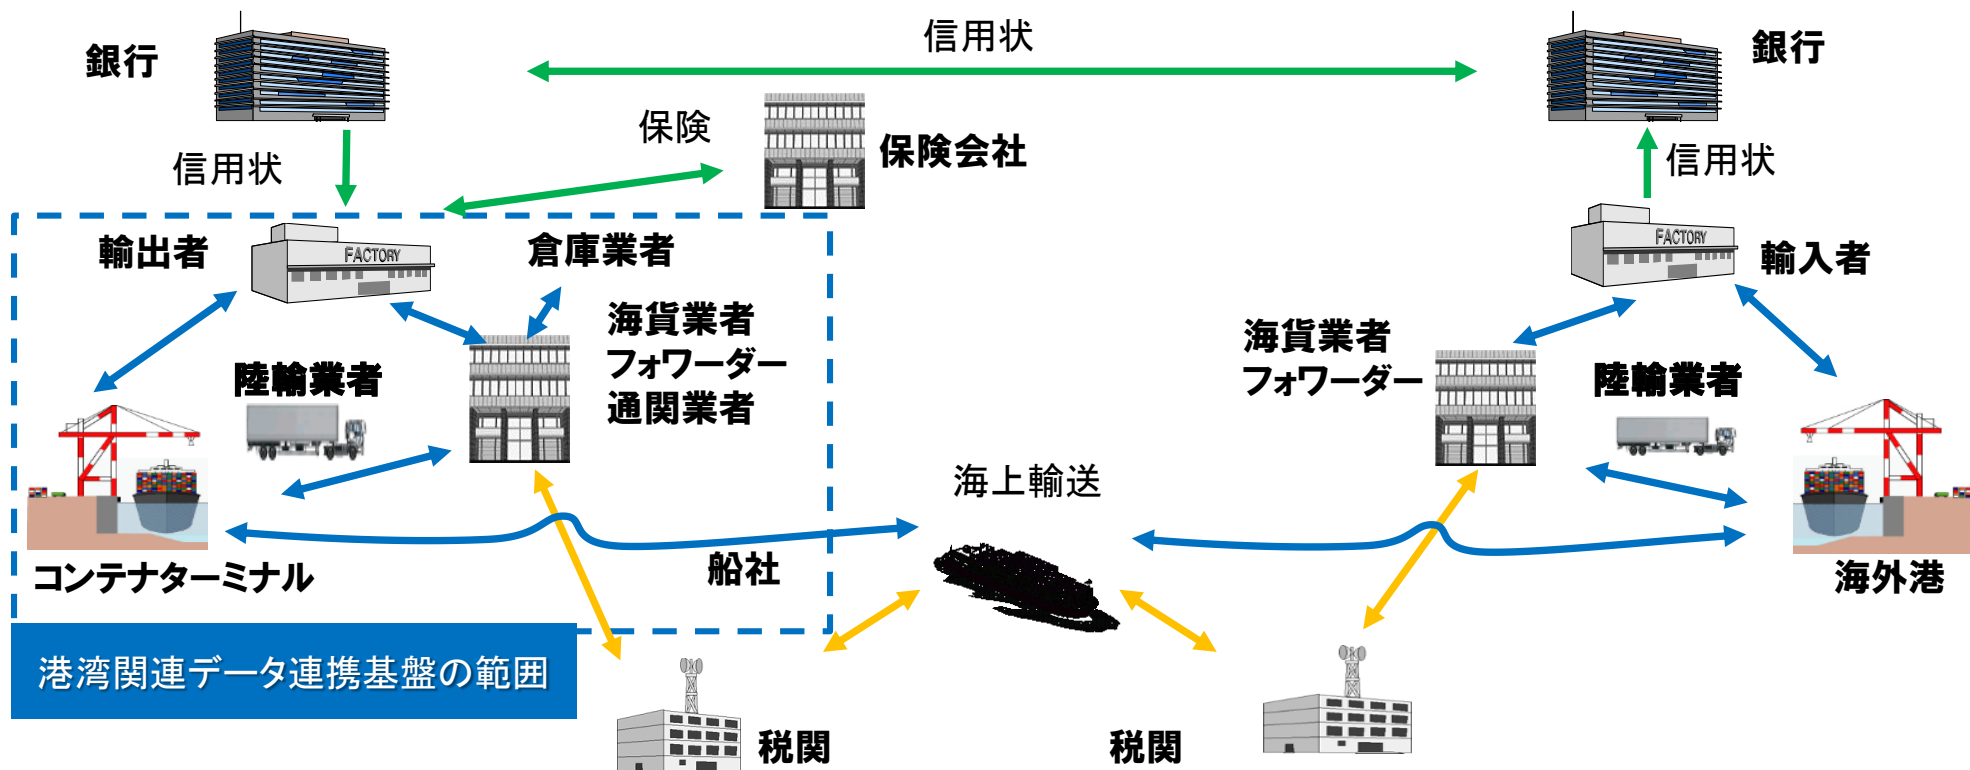 信用状
銀行
銀行
保険
保険会社
信用状
信用状
輸出者
FACTORY
倉庫業者
FACTORY
輸入者
海貨業者
フォワーダー
通関業者
海貨業者
フォワーダー
陸輸業者
陸輸業者
海上輸送
船社
コンテナターミナル
海外港
港湾関連データ連携基盤の範囲
税関
税関